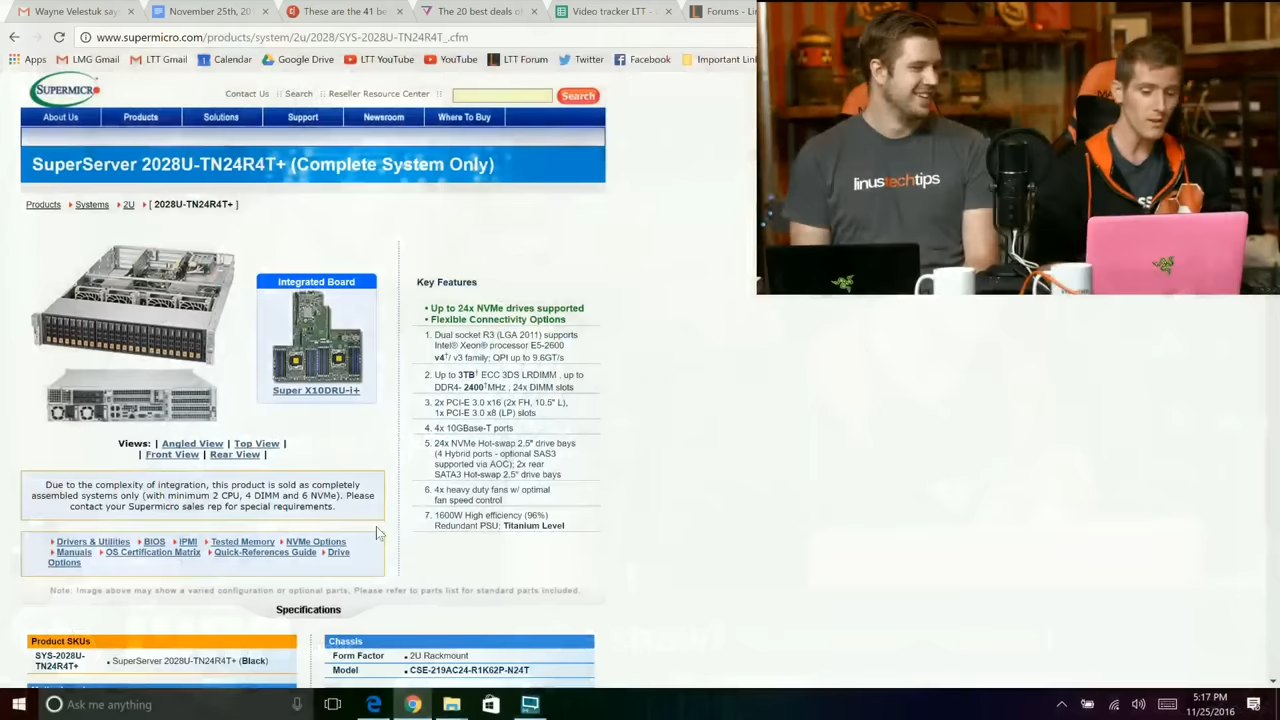 Wayne Velestuk say
November 25th, 20
These are the 41 be
The 20 best deals o
Video tracker LTT -
Forums - Lin
www.supermicro.com/products/system/2u/2028/SYS-2028U-TN24R4T_.cfm
Apps LMG Gmail LTT Gmail Calendar Google Drive LTT YouTube YouTube LTT Forum Twitter Facebook Important Lin
SUPERMICRO
Contact Us :: Search :: Reseller Resource Center ::
Search
About Us Products Solutions Support Newsroom Where To Buy
SuperServer 2028U-TN24R4T+ (Complete System Only)
Products Systems 2U [ 2028U-TN24R4T+ ]
Integrated Board
Super X10DRU-i+
Views: | Angled View | Top View |
| Front View | Rear View |
Due to the complexity of integration, this product is sold as completely
assembled systems only (with minimum 2 CPU, 4 DIMM and 6 NVMe). Please
contact your Supermicro sales rep for special requirements.
Drivers & Utilities BIOS IPMI Tested Memory NVMe Options
Manuals OS Certification Matrix Quick-References Guide Drive
Options
Key Features
• Up to 24x NVMe drives supported
• Flexible Connectivity Options
1. Dual socket R3 (LGA 2011) supports
Intel® Xeon® processor E5-2600
v4†/ v3 family; QPI up to 9.6GT/s
2. Up to 3TB† ECC 3DS LRDIMM , up to
DDR4- 2400†MHz , 24x DIMM slots
3. 2x PCI-E 3.0 x16 (2x FH, 10.5" L),
1x PCI-E 3.0 x8 (LP) slots
4. 4x 10GBase-T ports
5. 24x NVMe Hot-swap 2.5" drive bays
(4 Hybrid ports - optional SAS3
supported via AOC); 2x rear
SATA3 Hot-swap 2.5" drive bays
6. 4x heavy duty fans w/ optimal
fan speed control
7. 1600W High efficiency (96%)
Redundant PSU; Titanium Level
Note: Image above may show a varied configuration or optional parts. Please refer to parts list for standard parts included.
Specifications
Product SKUs
SYS-2028U-
TN24R4T+
• SuperServer 2028U-TN24R4T+ (Black)
Chassis
Form Factor • 2U Rackmount
Model • CSE-219AC24-R1K62P-N24T
linustechtips
Ask me anything
5:17 PM
11/25/2016